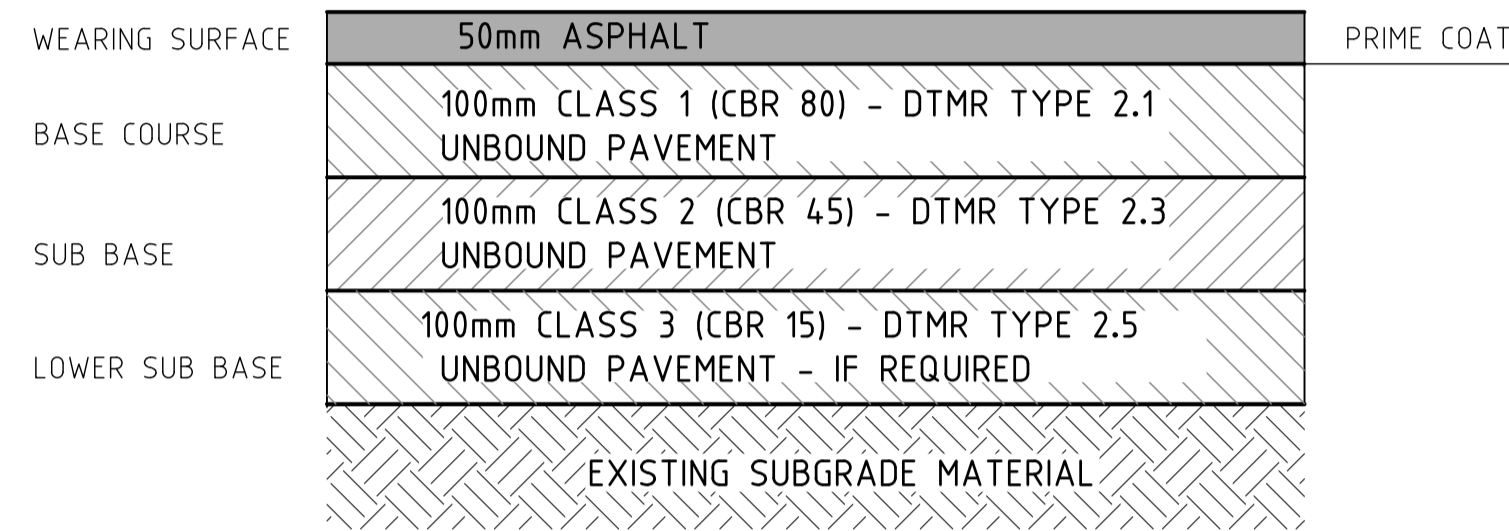 WEARING SURFACE
50mm ASPHALT
PRIME COAT
BASE COURSE
100mm CLASS 1 (CBR 80) - DTMR TYPE 2.1
UNBOUND PAVEMENT
SUB BASE
100mm CLASS 2 (CBR 45) - DTMR TYPE 2.3
UNBOUND PAVEMENT
LOWER SUB BASE
100mm CLASS 3 (CBR 15) - DTMR TYPE 2.5
UNBOUND PAVEMENT - IF REQUIRED
EXISTING SUBGRADE MATERIAL